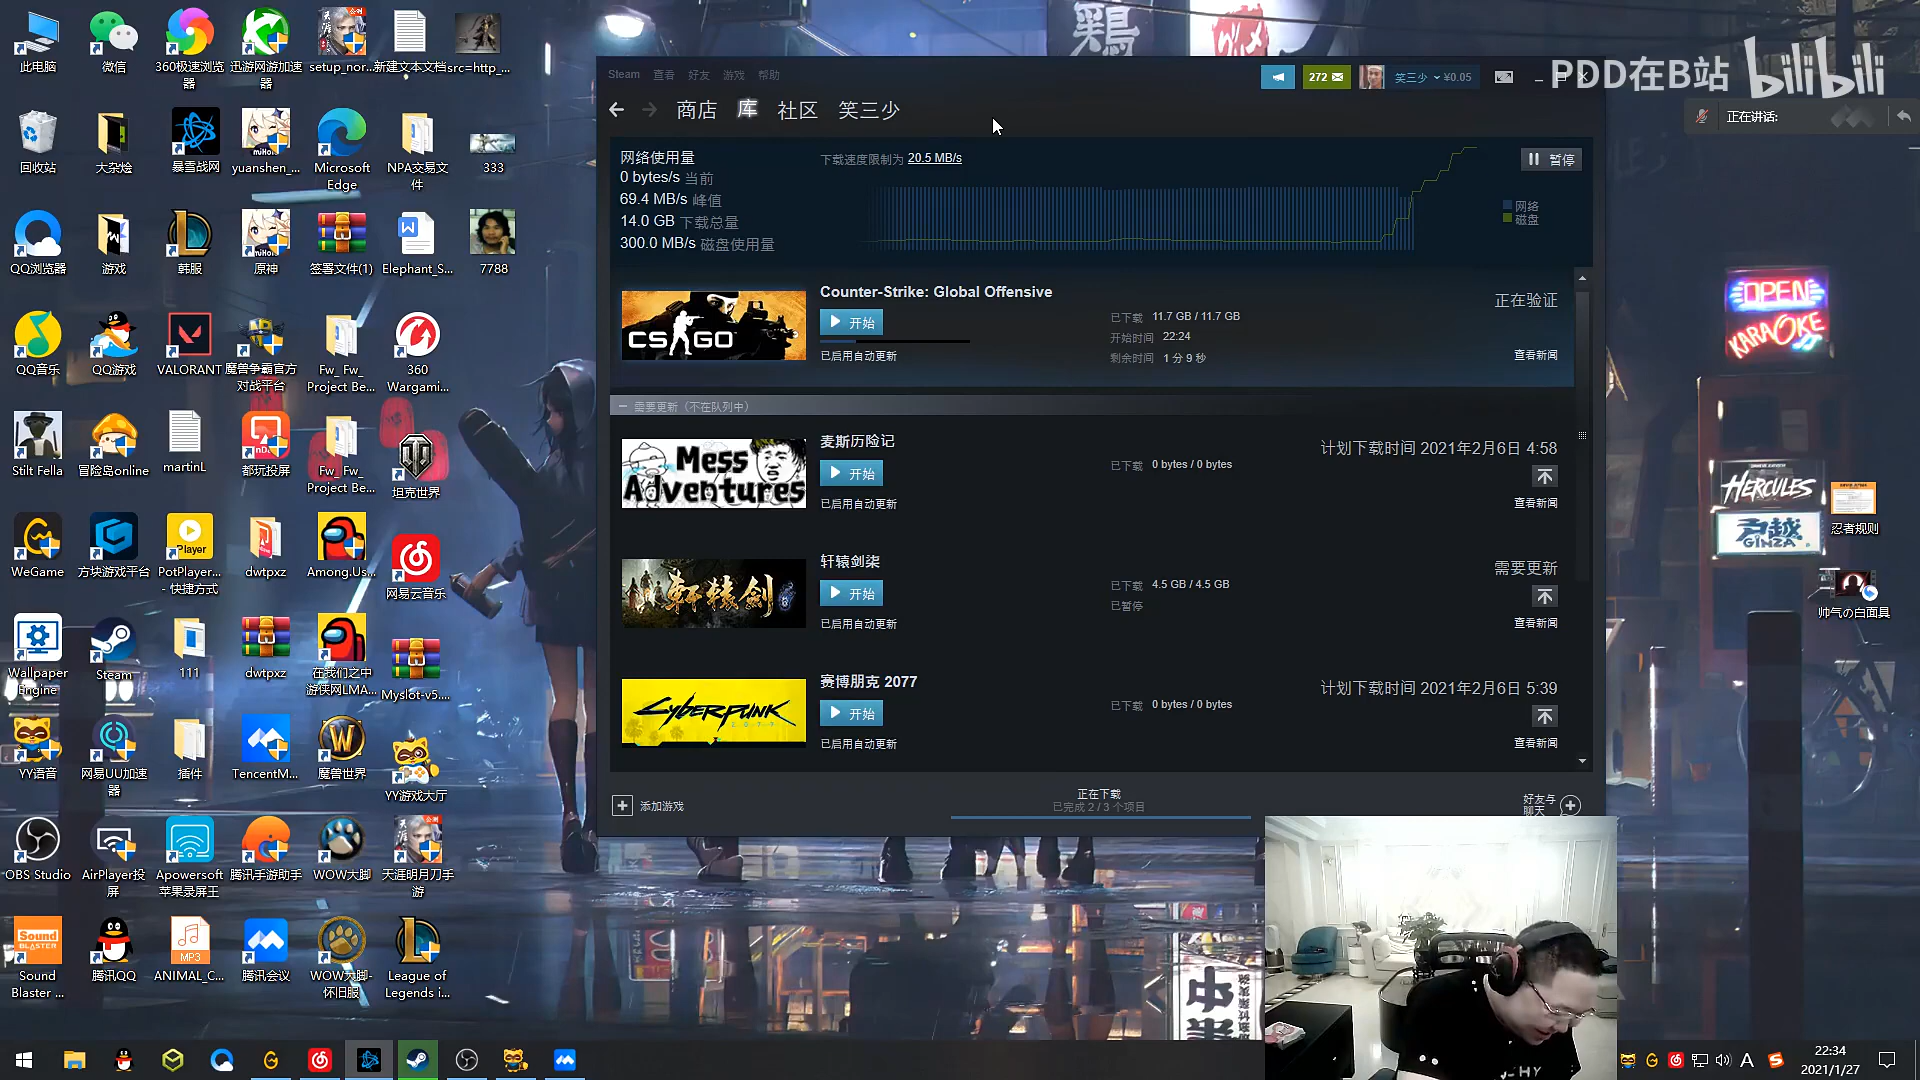 此电脑
微信
360极速浏览器
迅游网游加速器
setup_nor...
新建文本文档
src=http_...
回收站
大杂烩
暴雪战网
yuanshen_...
Microsoft Edge
NPA交易文件
333
QQ浏览器
游戏
韩服
原神
签署文件(1)
Elephant_S...
7788
QQ音乐
QQ游戏
VALORANT
魔兽争霸官方对战平台
Fw_ Fw_ Project Be...
360 Wargami...
Stilt Fella
冒险岛online
martinL
都玩投屏
Fw_ Fw_ Project Be...
坦克世界
WeGame
方块游戏平台
PotPlayer... - 快捷方式
dwtpxz
Among.Us...
网易云音乐
Wallpaper Engine
Steam
111
dwtpxz
在我们之中 游侠网LMA...
Myslot-v5....
YY语音
网易UU加速器
插件
TencentM...
魔兽世界
YY游戏大厅
OBS Studio
AirPlayer投屏
Apowersoft 苹果录屏王
腾讯手游助手
WOW大脚
天涯明月刀手游
Sound Blaster ...
腾讯QQ
ANIMAL_C...
腾讯会议
WOW大脚-怀旧服
League of Legends i...
Steam 查看 好友 游戏 帮助
272
笑三少 ¥0.05
PDD在B站 bilibili
正在讲话:
商店 库 社区 笑三少
网络使用量
0 bytes/s 当前
69.4 MB/s 峰值
14.0 GB 下载总量
300.0 MB/s 磁盘使用量
下载速度限制为 20.5 MB/s
暂停
网络
磁盘
CS:GO
Counter-Strike: Global Offensive
开始
已启用自动更新
已下载 11.7 GB / 11.7 GB
开始时间 22:24
剩余时间 1 分 9 秒
正在验证
查看新闻
需要更新（不在队列中）
Mess Adventures
麦斯历险记
开始
已启用自动更新
已下载 0 bytes / 0 bytes
计划下载时间 2021年2月6日 4:58
查看新闻
轩辕剑
轩辕剑柒
开始
已启用自动更新
已下载 4.5 GB / 4.5 GB
已暂停
需要更新
查看新闻
Cyberpunk
2077
赛博朋克 2077
开始
已启用自动更新
已下载 0 bytes / 0 bytes
计划下载时间 2021年2月6日 5:39
查看新闻
添加游戏
正在下载
已完成 2 / 3 个项目
好友与聊天
OPEN
KARAOKE
HERCULES
GINZA
忍者规则
帅气の白面具
22:34
2021/1/27